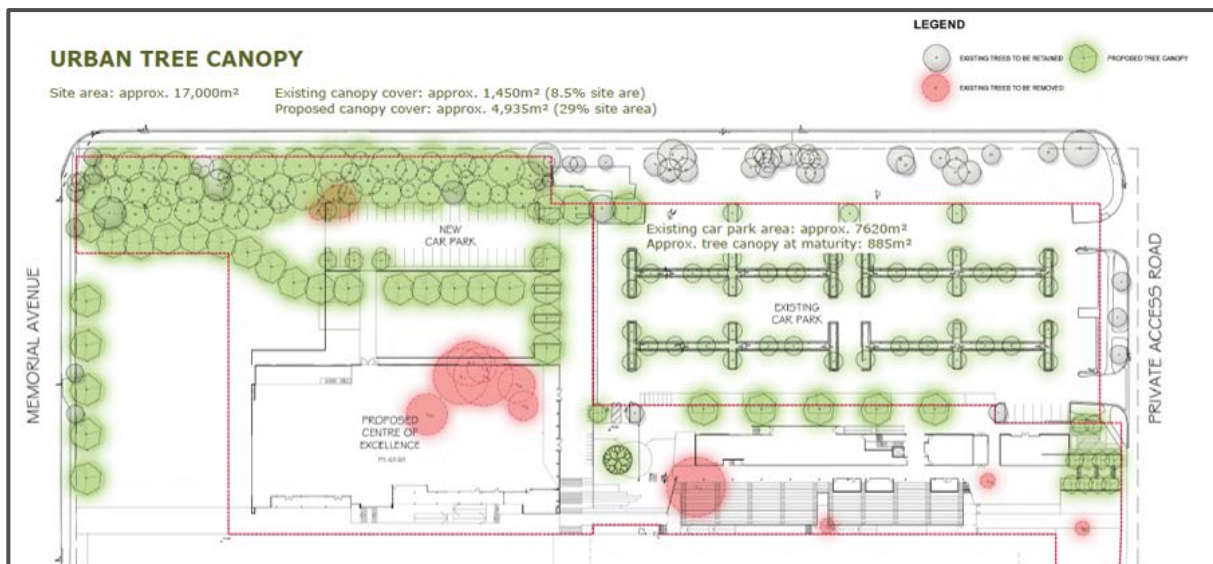 LEGEND
EXISTING TREES TO BE RETAINED
PROPOSED TREE CANOPY
EXISTING TREES TO BE REMOVED
URBAN TREE CANOPY
Site area: approx. 17,000m²
Existing canopy cover: approx. 1,450m² (8.5% site are)
Proposed canopy cover: approx. 4,935m² (29% site area)
NEW
CAR PARK
Existing car park area: approx. 7620m²
Approx. tree canopy at maturity: 885m²
EXISTING
CAR PARK
MEMORIAL AVENUE
PRIVATE ACCESS ROAD
PROPOSED
CENTRE OF
EXCELLENCE